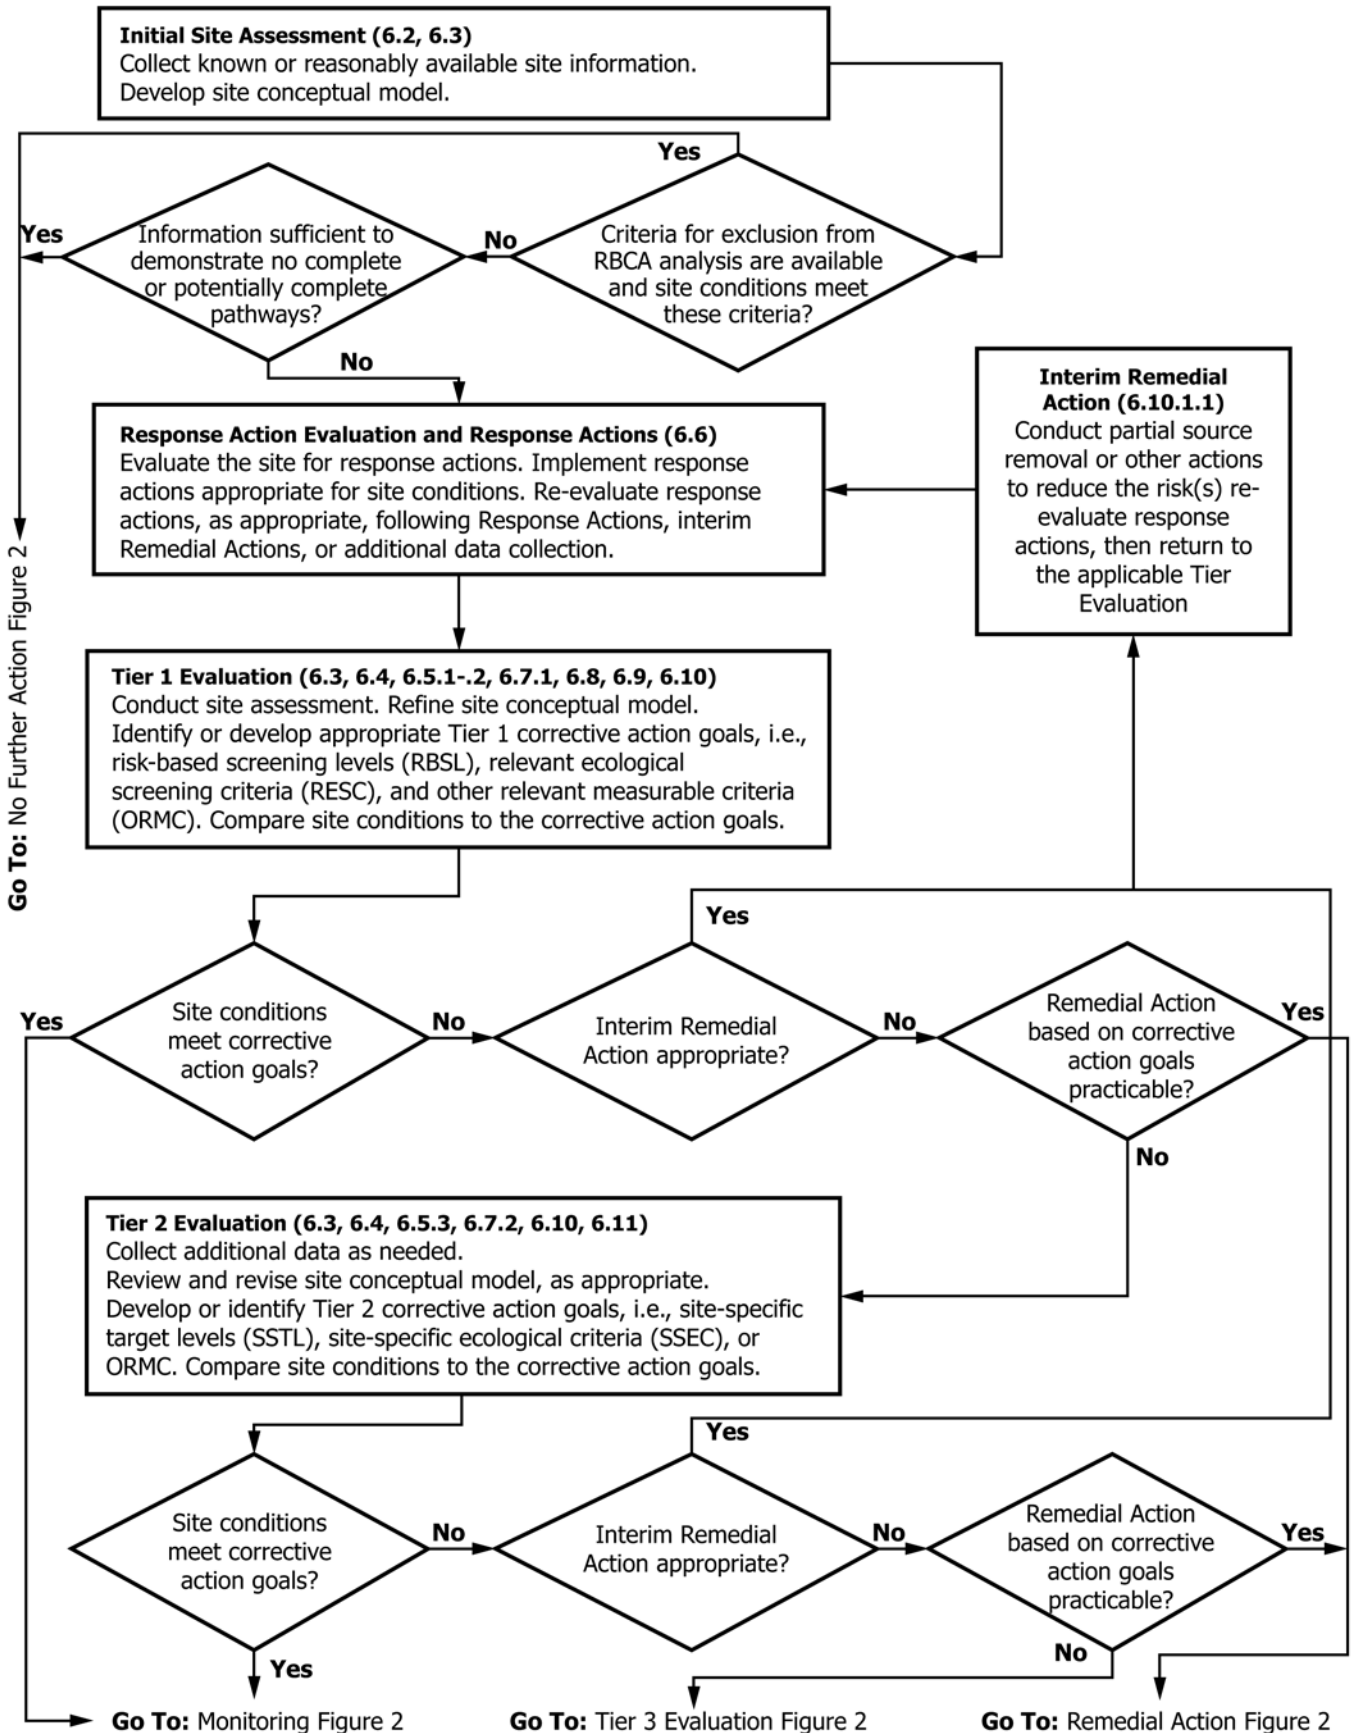 Initial Site Assessment (6.2, 6.3)
Collect known or reasonably available site information.
Develop site conceptual model.
Yes
Yes
Information sufficient to
demonstrate no complete
or potentially complete
pathways?
No
Criteria for exclusion from
RBCA analysis are available
and site conditions meet
these criteria?
No
Interim Remedial
Action (6.10.1.1)
Conduct partial source
removal or other actions
to reduce the risk(s) re-
evaluate response
actions, then return to
the applicable Tier
Evaluation
Response Action Evaluation and Response Actions (6.6)
Evaluate the site for response actions. Implement response
actions appropriate for site conditions. Re-evaluate response
actions, as appropriate, following Response Actions, interim
Remedial Actions, or additional data collection.
Go To: No Further Action Figure 2
Tier 1 Evaluation (6.3, 6.4, 6.5.1-.2, 6.7.1, 6.8, 6.9, 6.10)
Conduct site assessment. Refine site conceptual model.
Identify or develop appropriate Tier 1 corrective action goals, i.e.,
risk-based screening levels (RBSL), relevant ecological
screening criteria (RESC), and other relevant measurable criteria
(ORMC). Compare site conditions to the corrective action goals.
Yes
Yes
Site conditions
meet corrective
action goals?
No
Interim Remedial
Action appropriate?
No
Remedial Action
based on corrective
action goals
practicable?
Yes
No
Tier 2 Evaluation (6.3, 6.4, 6.5.3, 6.7.2, 6.10, 6.11)
Collect additional data as needed.
Review and revise site conceptual model, as appropriate.
Develop or identify Tier 2 corrective action goals, i.e., site-specific
target levels (SSTL), site-specific ecological criteria (SSEC), or
ORMC. Compare site conditions to the corrective action goals.
Yes
Site conditions
meet corrective
action goals?
No
Interim Remedial
Action appropriate?
No
Remedial Action
based on corrective
action goals
practicable?
Yes
No
Yes
Go To: Monitoring Figure 2
Go To: Tier 3 Evaluation Figure 2
Go To: Remedial Action Figure 2